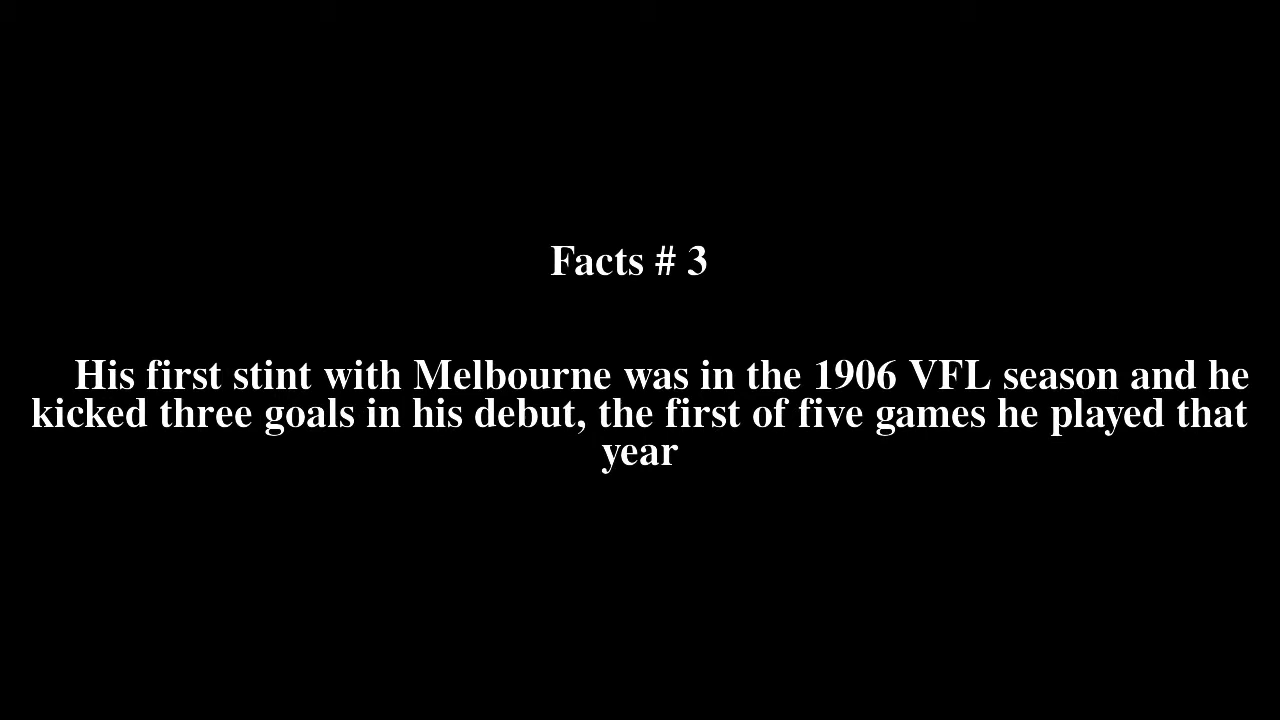 Facts # 3
His first stint with Melbourne was in the 1906 VFL season and he
kicked three goals in his debut, the first of five games he played that
year